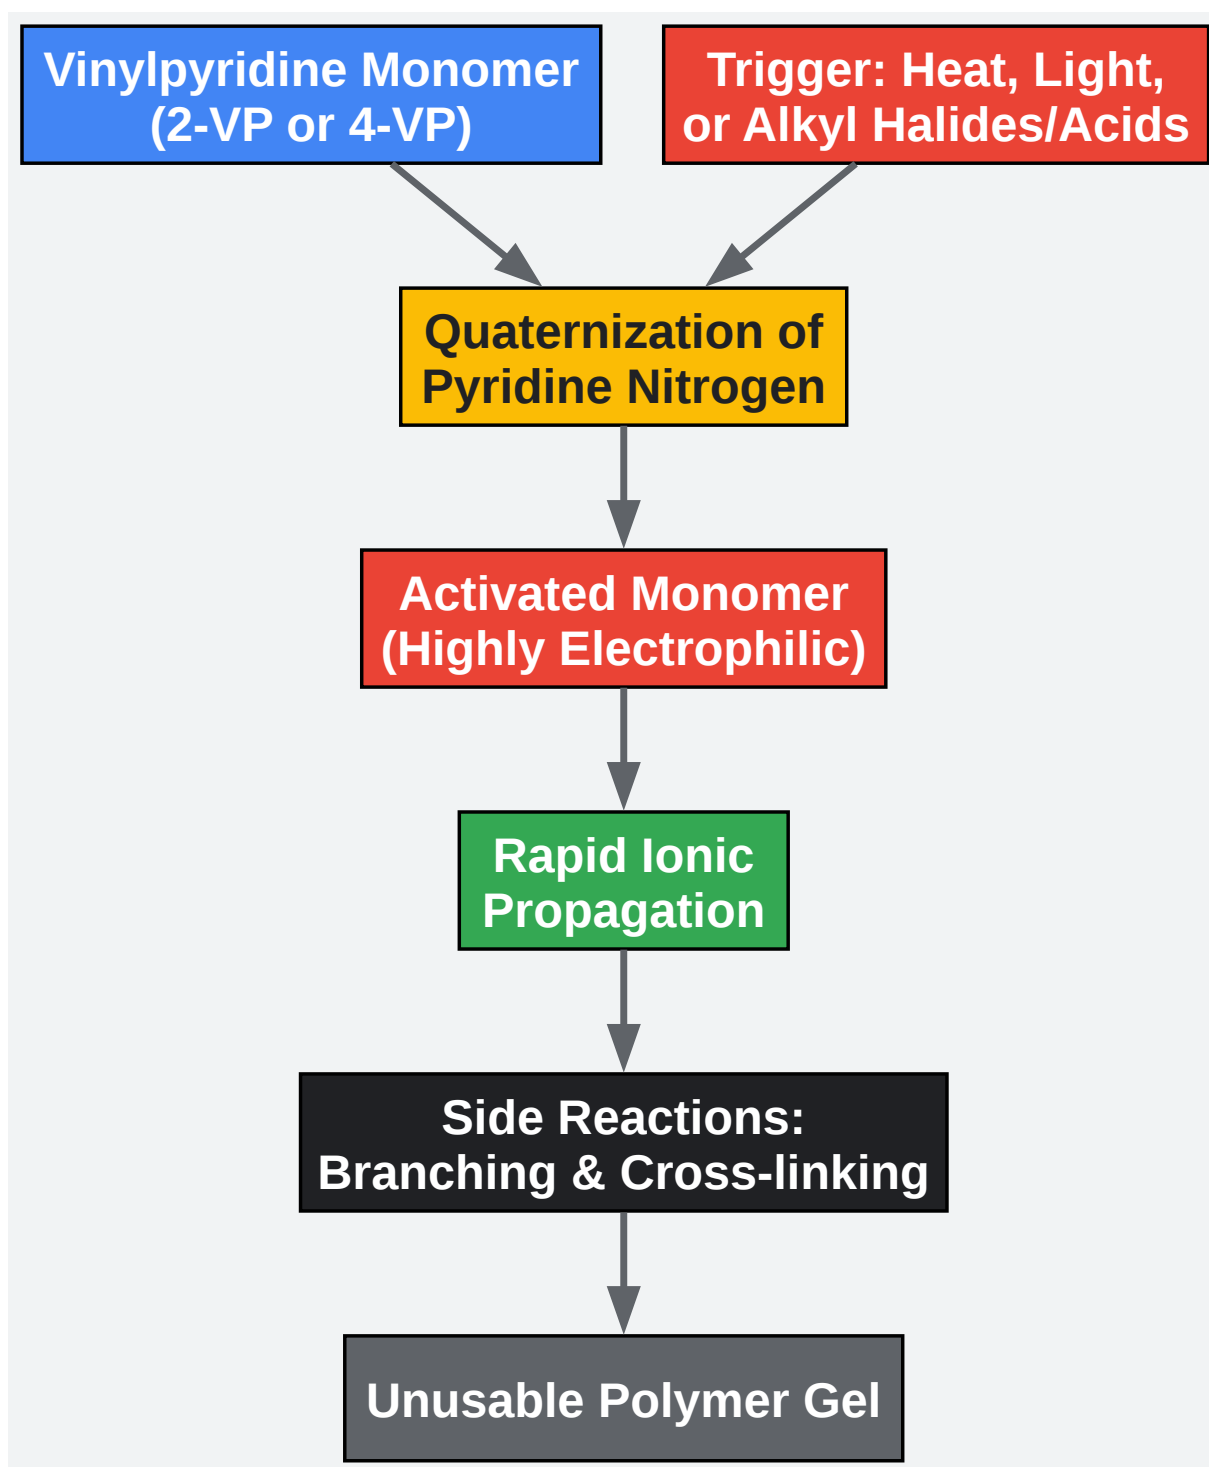 Vinylpyridine Monomer
(2-VP or 4-VP)
Trigger: Heat, Light,
or Alkyl Halides/Acids
Quaternization of
Pyridine Nitrogen
Activated Monomer
(Highly Electrophilic)
Rapid Ionic
Propagation
Side Reactions:
Branching & Cross-linking
Unusable Polymer Gel